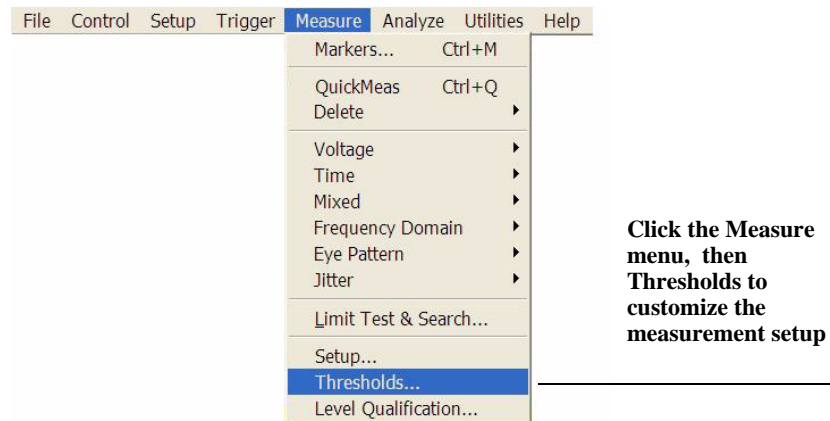 File Control Setup Trigger Measure Analyze Utilities Help
Markers... Ctrl+M
QuickMeas Ctrl+Q
Delete
Voltage
Time
Mixed
Frequency Domain
Eye Pattern
Jitter
Limit Test & Search...
Setup...
Thresholds...
Level Qualification...
Click the Measure
menu, then
Thresholds to
customize the
measurement setup